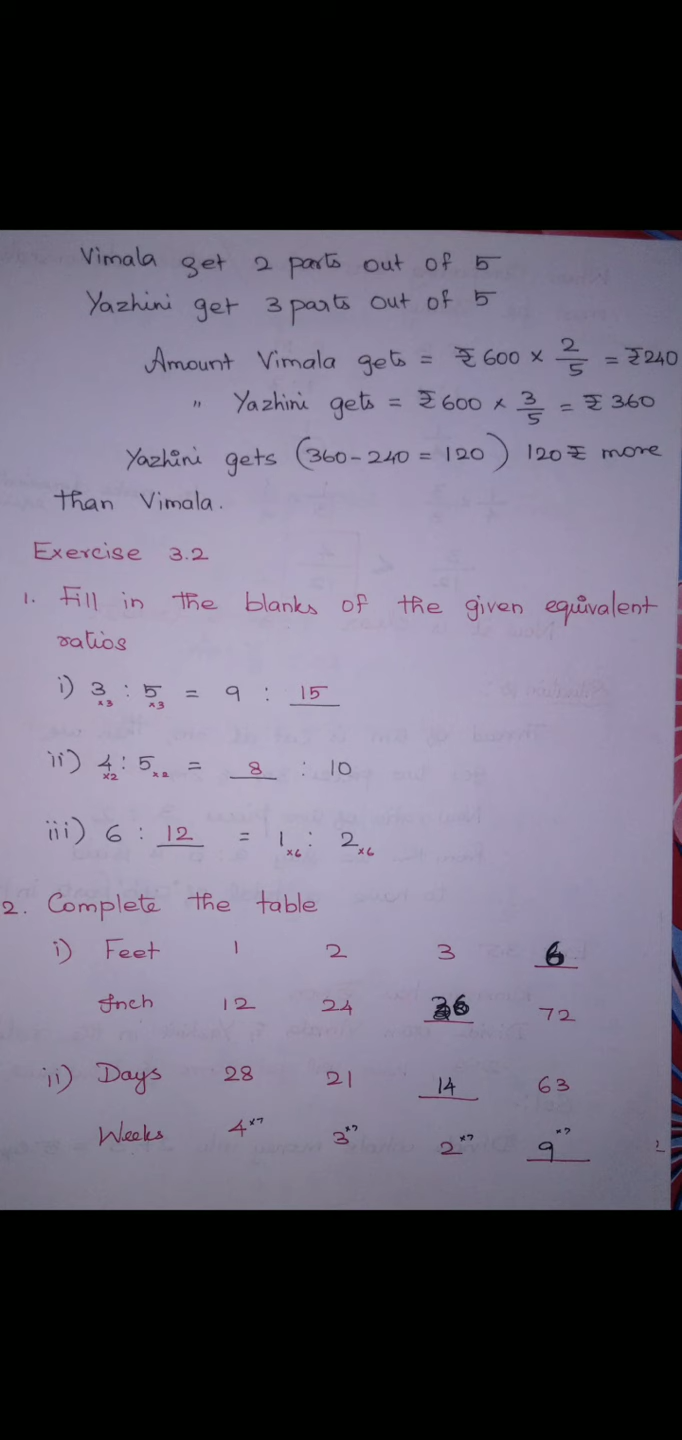 Vimala get 2 parts out of 5
Yazhini get 3 parts out of 5
Amount Vimala gets = ₹600 × 2/5 = ₹240
" Yazhini gets = ₹600 × 3/5 = ₹360
Yazhini gets (360-240 = 120) 120₹ more
than Vimala.
Exercise 3.2
1. Fill in the blanks of the given equivalent
ratios
i) 3 ×3 : 5 ×3 = 9 : 15
ii) 4 ×2 : 5 ×2 = 8 : 10
iii) 6 : 12 = 1 ×6 : 2 ×6
2. Complete the table
i) Feet 1 2 3 6
Inch 12 24 36 72
ii) Days 28 21 14 63
Weeks 4 ×7 3 ×7 2 ×7 9 ×7